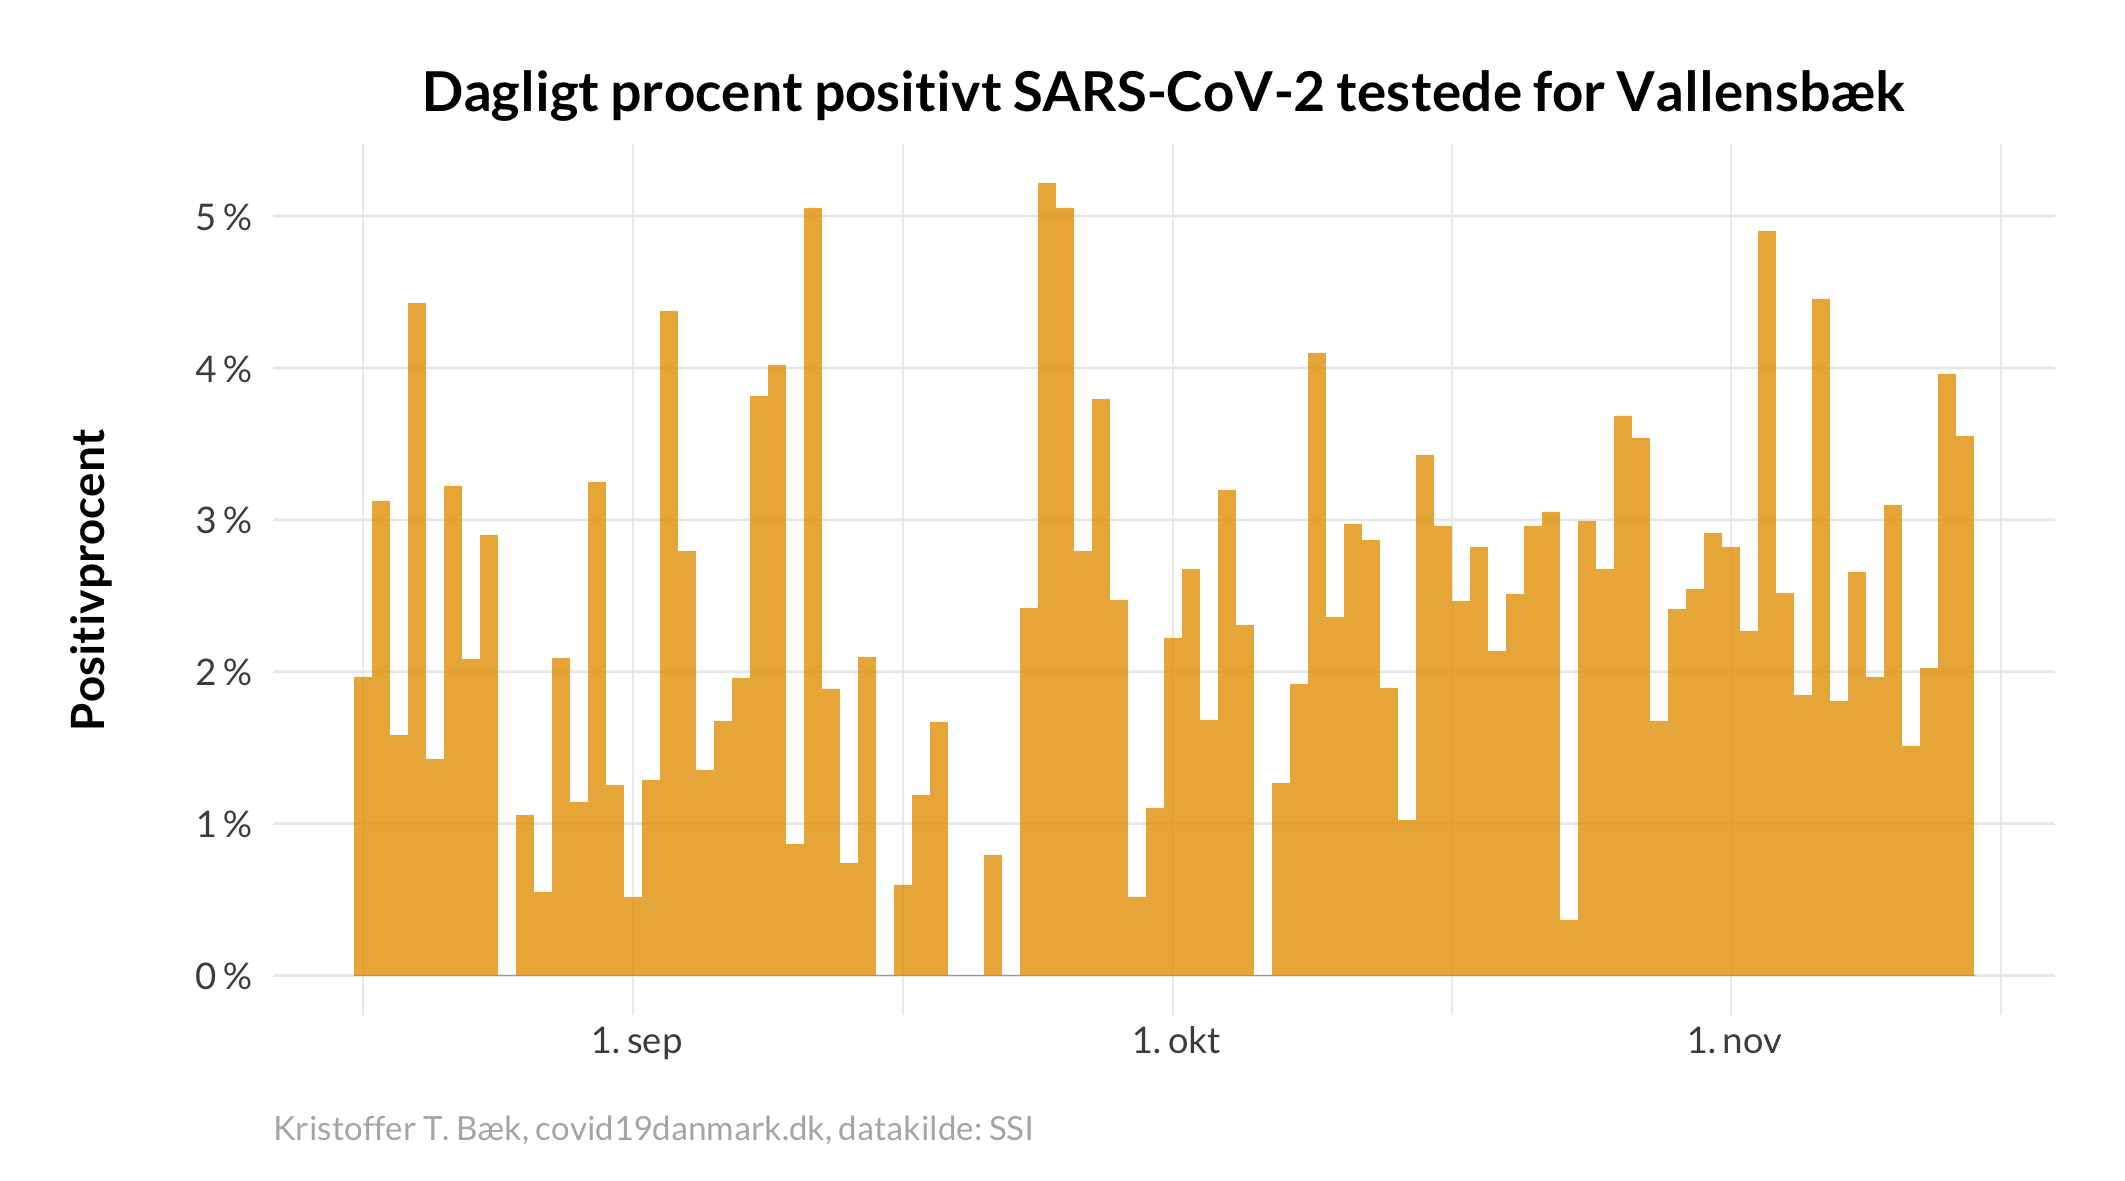 Dagligt procent positivt SARS-CoV-2 testede for Vallensbæk
Positivprocent
5 %
4 %
3 %
2 %
1 %
0 %
1. sep
1. okt
1. nov
Kristoffer T. Bæk, covid19danmark.dk, datakilde: SSI